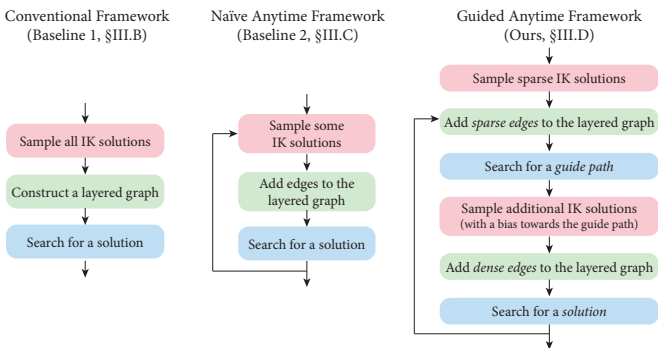 Conventional Framework
(Baseline 1, §III.B)
Sample all IK solutions
Construct a layered graph
Search for a solution
Naïve Anytime Framework
(Baseline 2, §III.C)
Sample some
IK solutions
Add edges to the
layered graph
Search for a solution
Guided Anytime Framework
(Ours, §III.D)
Sample sparse IK solutions
Add sparse edges to the layered graph
Search for a guide path
Sample additional IK solutions
(with a bias towards the guide path)
Add dense edges to the layered graph
Search for a solution